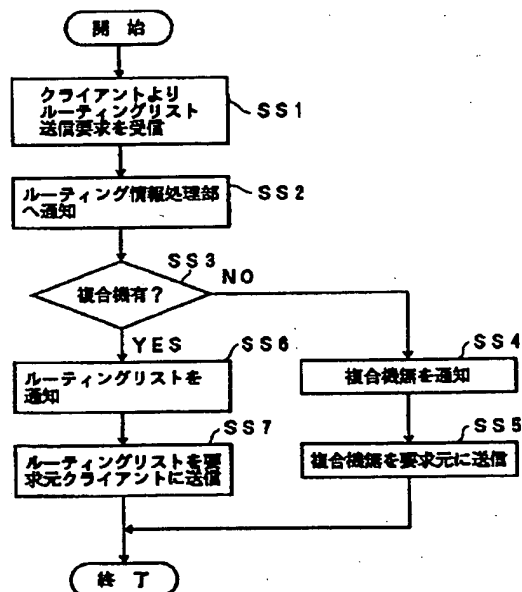 開 始
クライアントより
ルーティングリスト
送信要求を受信
SS1
ルーティング情報処理部
へ通知
SS2
複合機有?
SS3
NO
YES
SS6
ルーティングリストを
通知
SS4
複合機無を通知
SS7
ルーティングリストを要
求元クライアントに送信
SS5
複合機無を要求元に送信
終 了